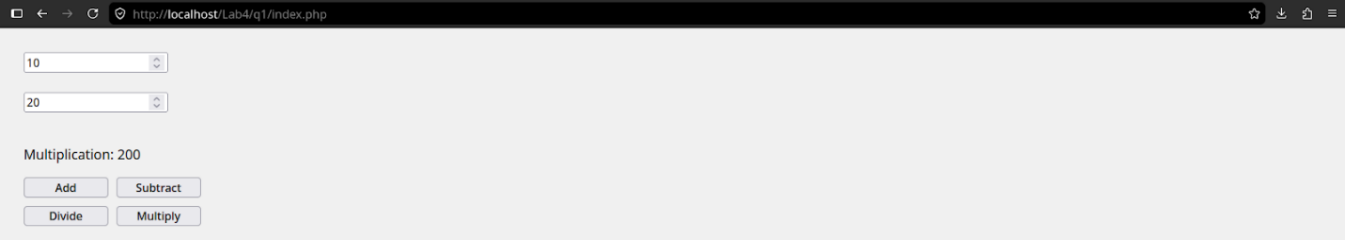 http://localhost/Lab4/q1/index.php
10
20
Multiplication: 200
Add Subtract
Divide Multiply